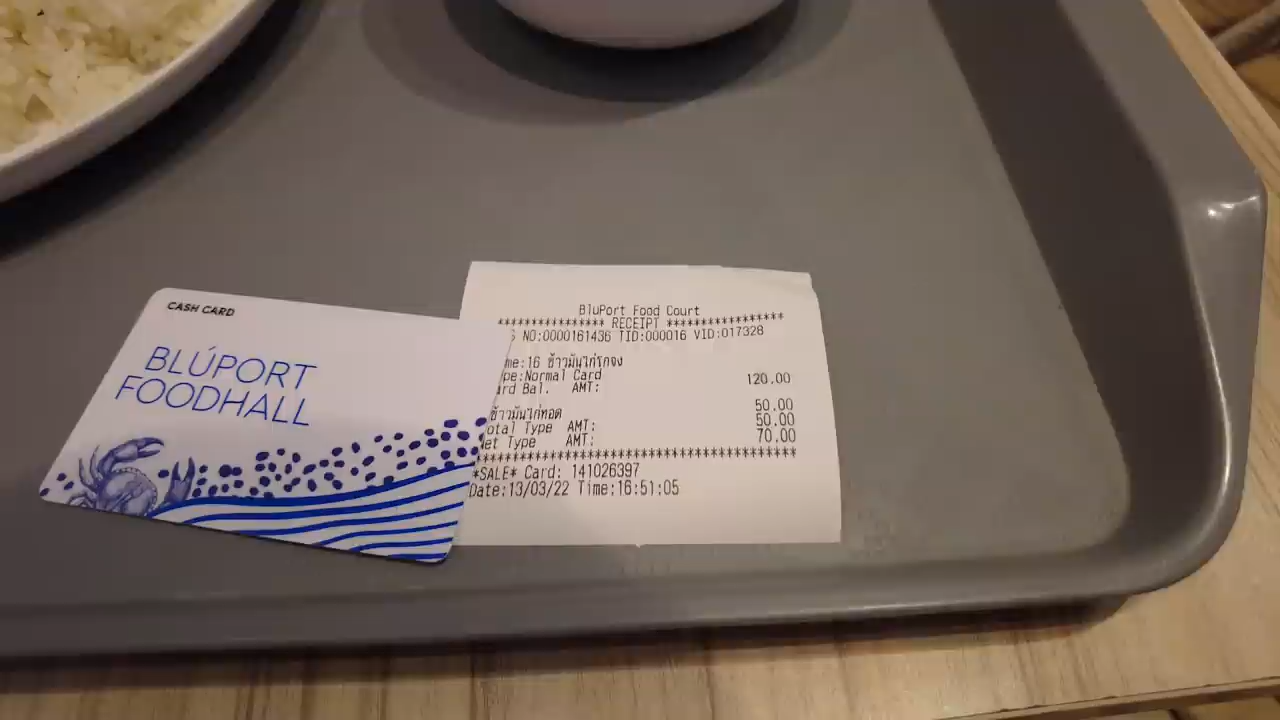 CASH CARD
BLÚPORT
FOODHALL
BluPort Food Court
**************** RECEIPT *****************
NO:0000161436 TID:000016 VID:017328
me:16 ข้าวมันไก่รุกจง
pe:Normal Card
rd Bal. AMT: 120.00
ข้าวมันไก่ทอด 50.00
otal Type AMT: 50.00
et Type AMT: 70.00
*SALE* Card: 141026397
Date:13/03/22 Time:16:51:05